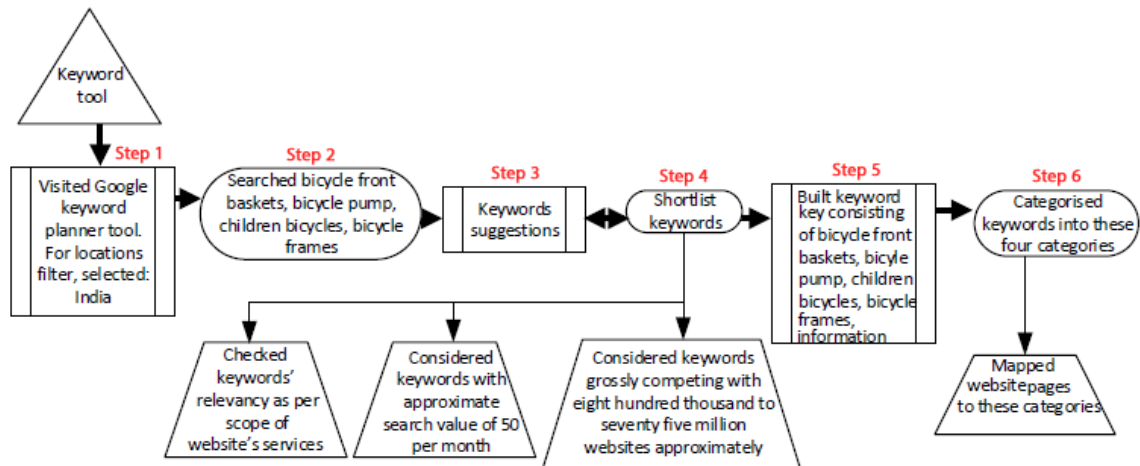 Keyword
tool
Step 1
Visited Google
keyword
planner tool.
For locations
filter, selected:
India
Step 2
Searched bicycle front
baskets, bicycle pump,
children bicycles, bicycle
frames
Step 3
Keywords
suggestions
Step 4
Shortlist
keywords
Checked
keywords'
relevancy as per
scope of
website's services
Considered
keywords with
approximate
search value of 50
per month
Considered keywords
grossly competing with
eight hundred thousand to
seventy five million
websites approximately
Step 5
Built keyword
key consisting
of bicycle front
baskets, bicyle
pump, children
bicycles, bicycle
frames,
information
Step 6
Categorised
keywords into these
four categories
Mapped
websitepages
to these categories